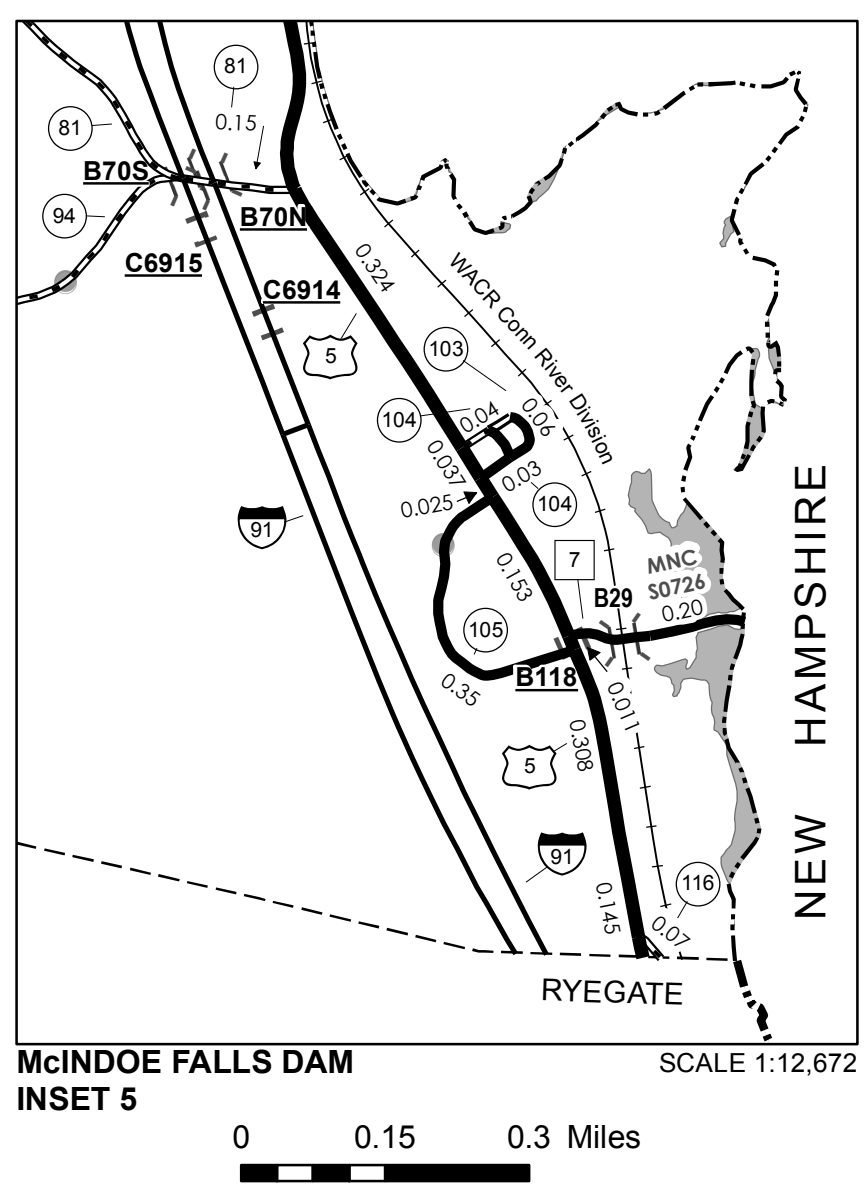 81
0.15
81
B70S
94
B70N
C6915
0.324
WACR Conn River Division
C6914
5
103
104
0.04
0.06
0.037
0.03
0.025
104
91
0.153
7
MNC
S0726
B29
0.20
105
B118
0.35
0.011
0.308
5
91
116
0.145
0.07
NEW HAMPSHIRE
RYEGATE
McINDOE FALLS DAM
SCALE 1:12,672
INSET 5
0 0.15 0.3 Miles